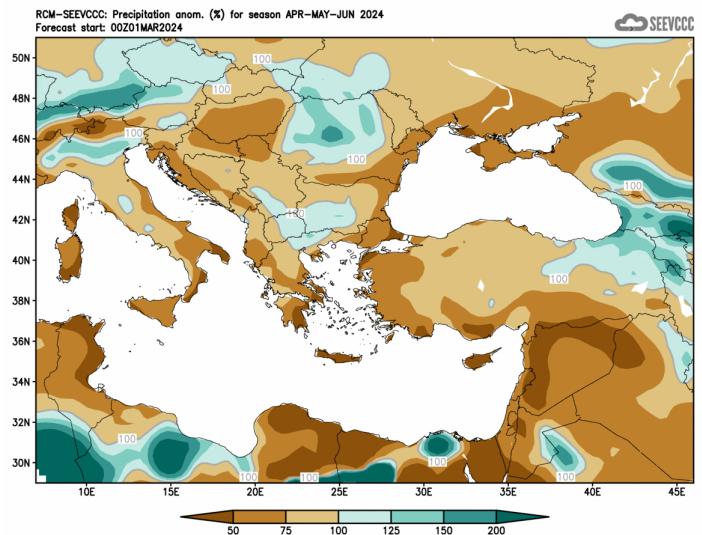 RCM-SEEVCCC: Precipitation anom. (%) for season APR-MAY-JUN 2024
Forecast start: 00Z01MAR2024
SEEVCCC
50N
48N
46N
44N
42N
40N
38N
36N
34N
32N
30N
100
100
100
100
100
100
100
100
100
100
100
100
10E
15E
20E
25E
30E
35E
40E
45E
50 75 100 125 150 200